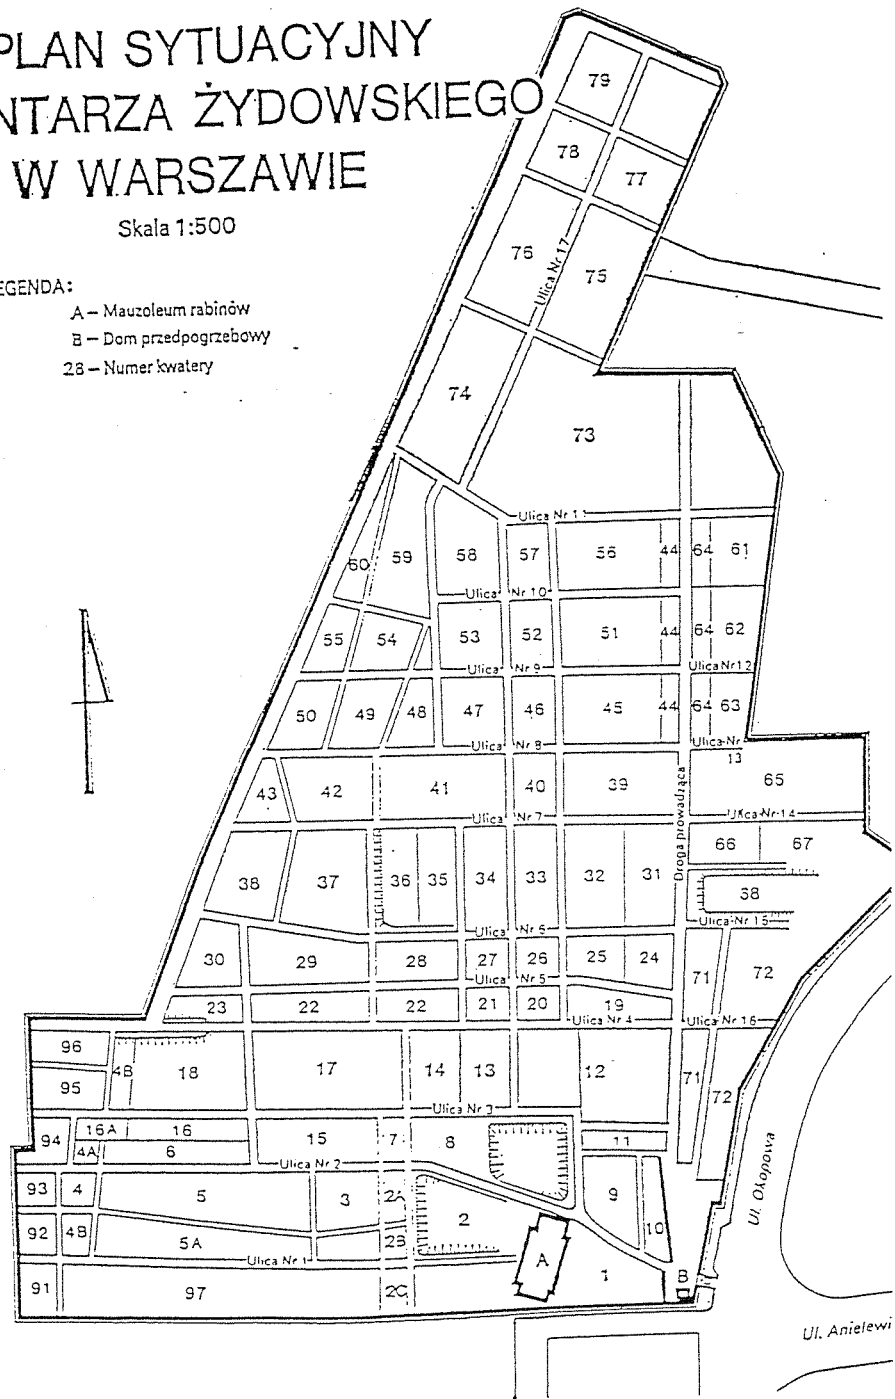 PLAN SYTUACYJNY
NTARZA ŻYDOWSKIEGO
W WARSZAWIE
Skala 1:500
EGENDA:
A – Mauzoleum rabinów
B – Dom przedpogrzebowy
28 – Numer kwatery
79
78
77
76
Ulica Nr 17
75
74
73
Ulica Nr 11
60
59
58
57
56
44
64
61
Ulica Nr 10
55
54
53
52
51
44
64
62
Ulica Nr 9
Ulica Nr 12
50
49
48
47
46
45
44
64
63
Ulica Nr 8
Ulica Nr
13
43
42
41
40
39
65
Ulica Nr 7
Ulica Nr 14
Droga prowadząca
66
67
38
37
36
35
34
33
32
31
68
Ulica Nr 6
Ulica Nr 15
30
29
28
27
26
25
24
71
72
Ulica Nr 5
23
22
22
21
20
19
Ulica Nr 4
Ulica Nr 16
96
95
4B
18
17
14
13
12
71
72
Ulica Nr 3
94
16A
16
4A
6
15
7
8
11
Ulica Nr 2
93
4
5
3
2A
2
9
10
92
4B
5A
2B
Ulica Nr 1
91
97
2C
A
1
B
Ul. Okopowa
Ul. Anielewi